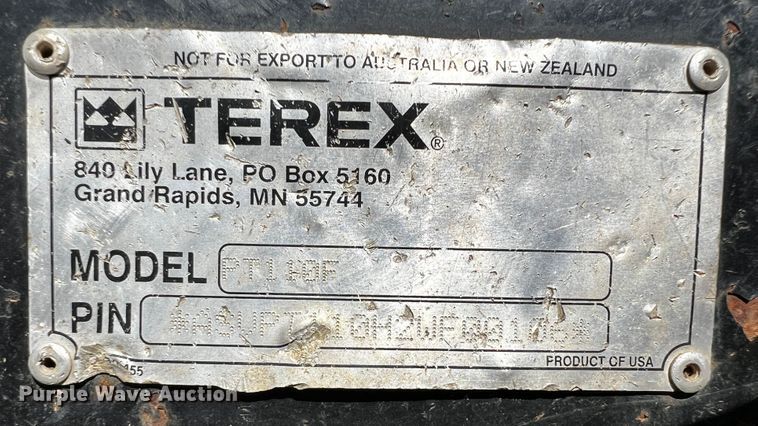 NOT FOR EXPORT TO AUSTRALIA OR NEW ZEALAND
TEREX®
840 Lily Lane, PO Box 5160
Grand Rapids, MN 55744
MODEL PT110F
PIN
PRODUCT OF USA
Purple Wave Auction